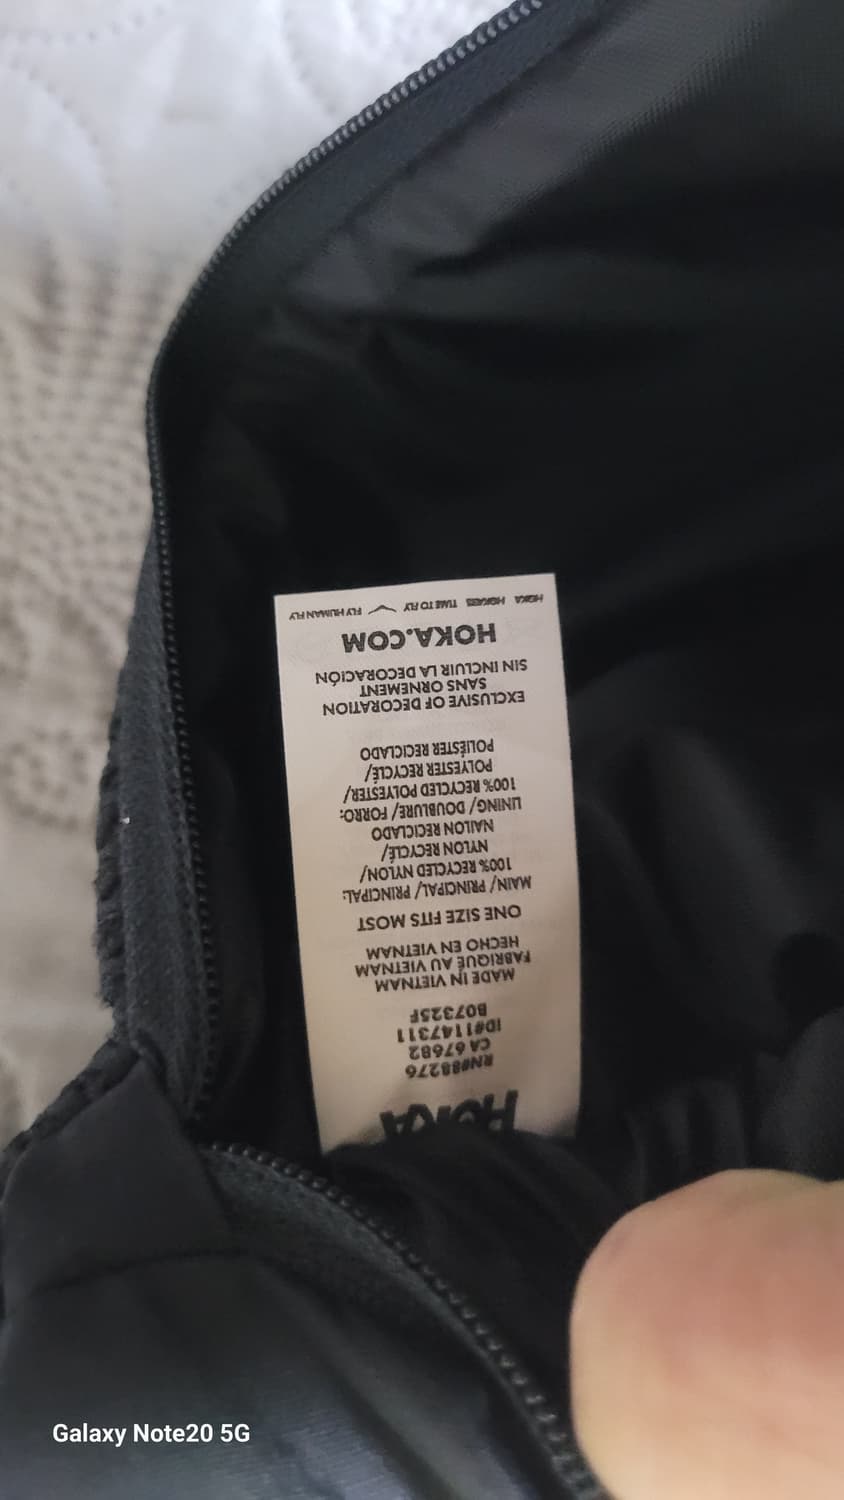 HOKA
RN#88276
CA 67682
ID#1147311
B07325F
MADE IN VIETNAM
FABRIQUÉ AU VIETNAM
HECHO EN VIETNAM
ONE SIZE FITS MOST
MAIN/ PRINCIPAL/ PRINCIPAL:
100% RECYCLED NYLON/
NYLON RECYCLÉ/
NAILON RECICLADO
LINING/ DOUBLURE/ FORRO:
100% RECYCLED POLYESTER/
POLYESTER RECYCLÉ/
POLIÉSTER RECICLADO
EXCLUSIVE OF DECORATION
SANS ORNEMENT
SIN INCLUIR LA DECORACIÓN
HOKA.COM
FLY HUMAN FLY TIME TO FLY HOKA
Galaxy Note20 5G